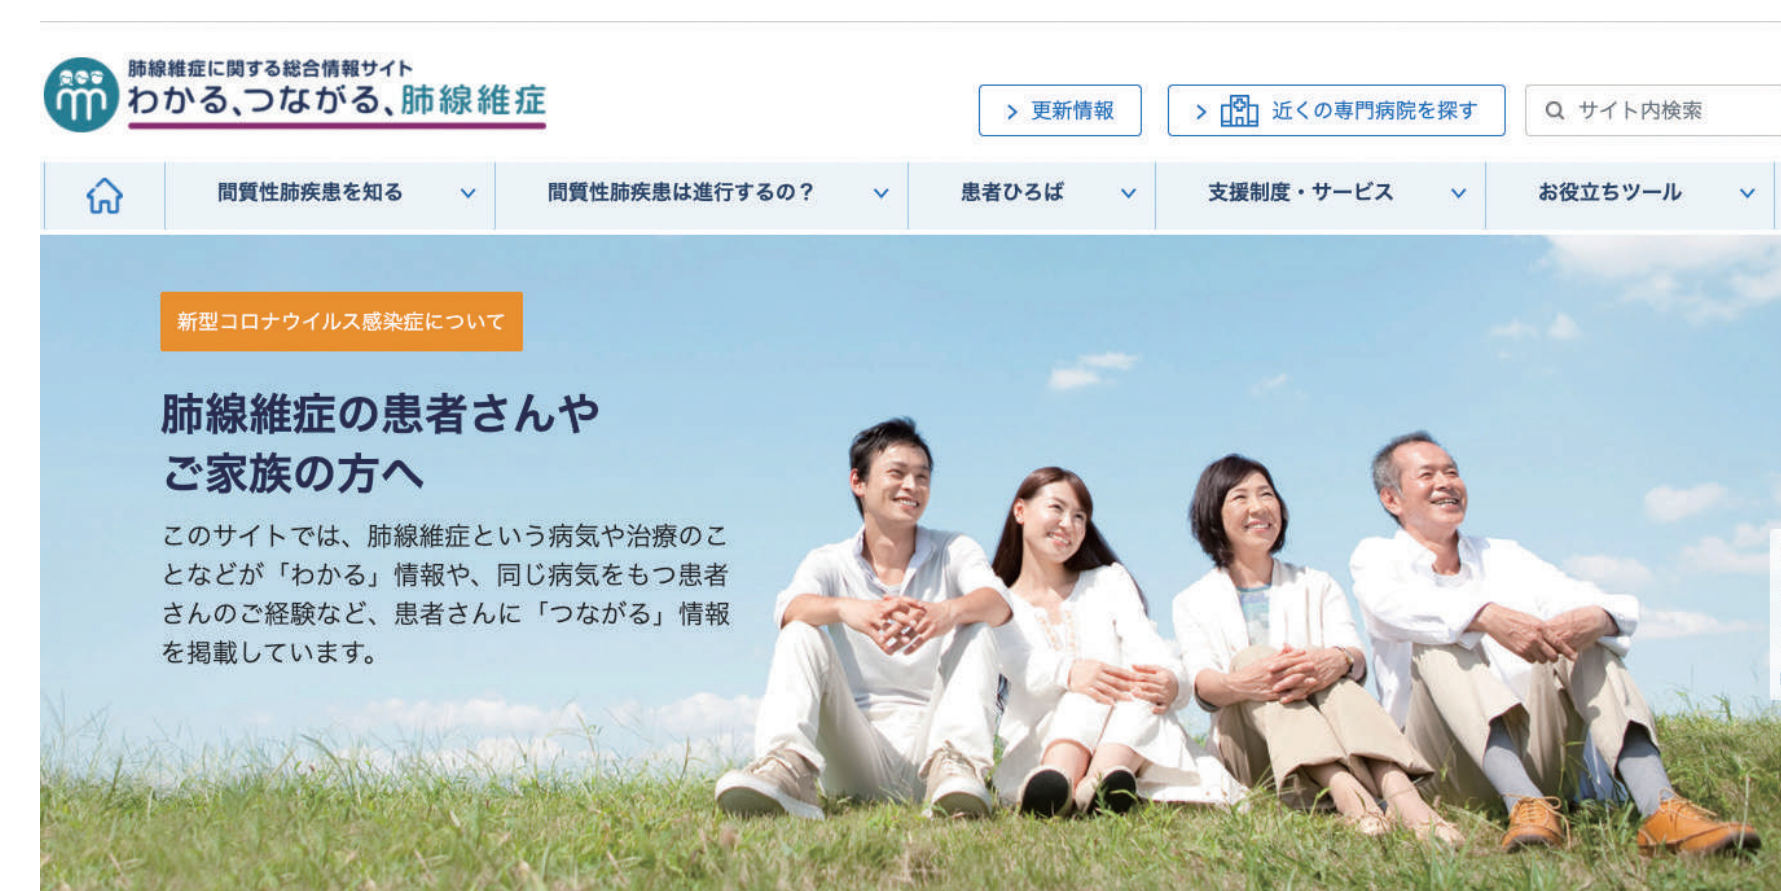 肺線維症に関する総合情報サイト
わかる、つながる、肺線維症
更新情報
近くの専門病院を探す
サイト内検索
間質性肺疾患を知る
間質性肺疾患は進行するの？
患者ひろば
支援制度・サービス
お役立ちツール
新型コロナウイルス感染症について
肺線維症の患者さんや
ご家族の方へ
このサイトでは、肺線維症という病気や治療のこ
となどが「わかる」情報や、同じ病気をもつ患者
さんのご経験など、患者さんに「つながる」情報
を掲載しています。